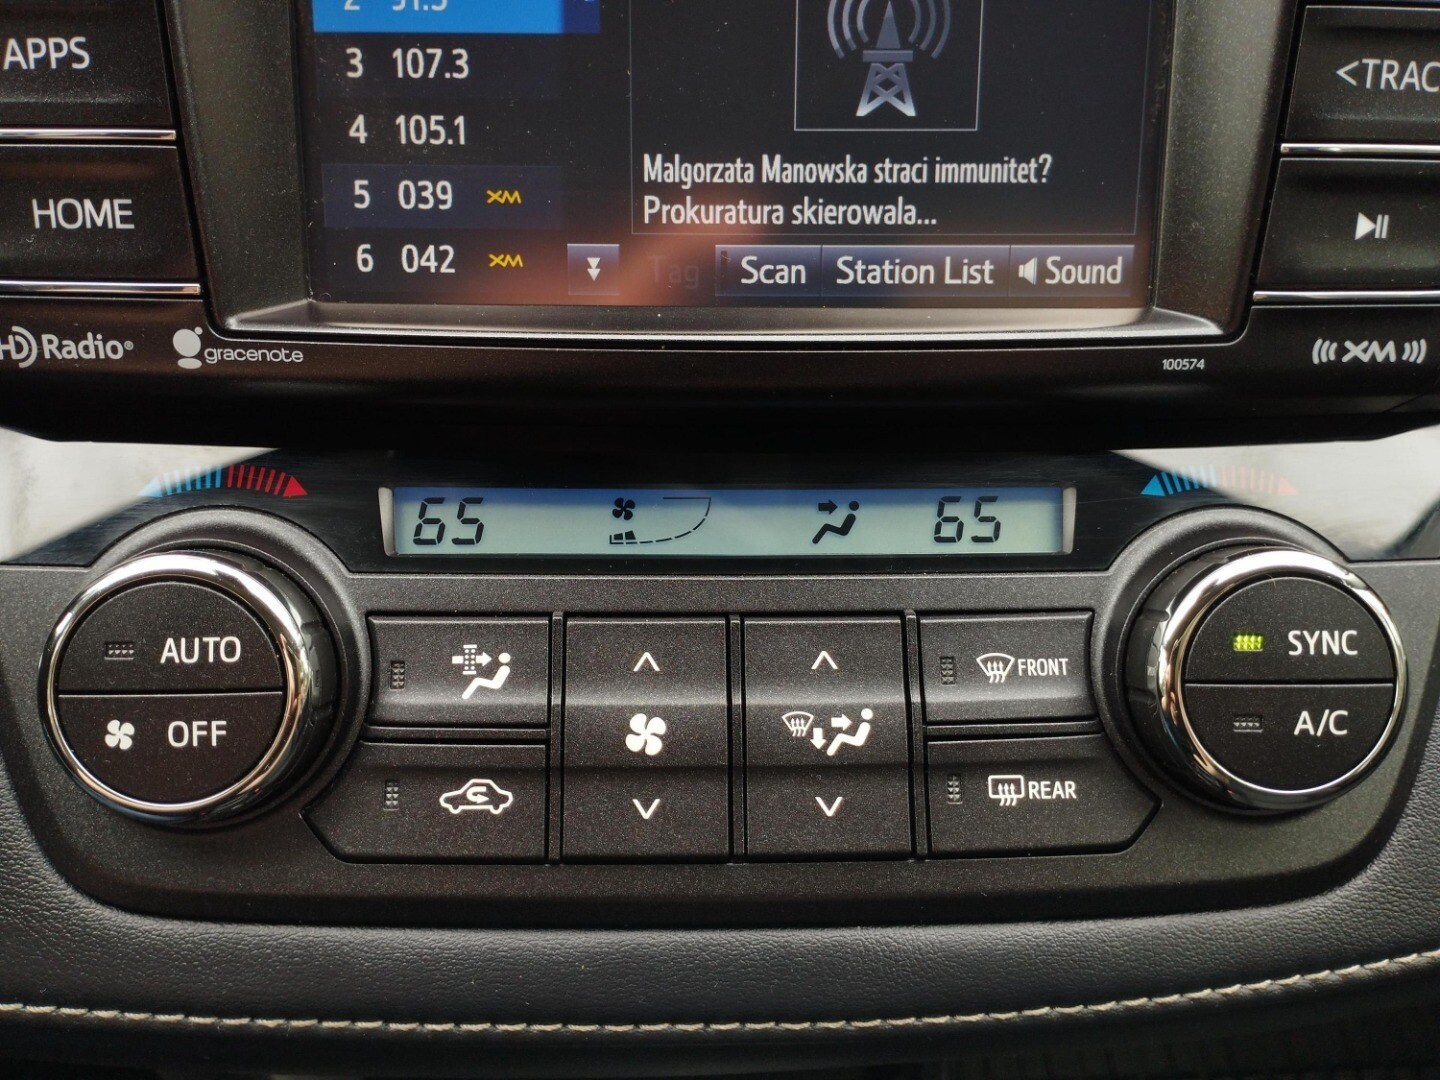 APPS
HOME
3 107.3
4 105.1
5 039 XM
6 042 XM
Malgorzata Manowska straci immunitet?
Prokuratura skierowala...
Tag
Scan
Station List
Sound
<TRAC
HD Radio®
gracenote
100574
XM
65
65
AUTO
OFF
FRONT
REAR
SYNC
A/C